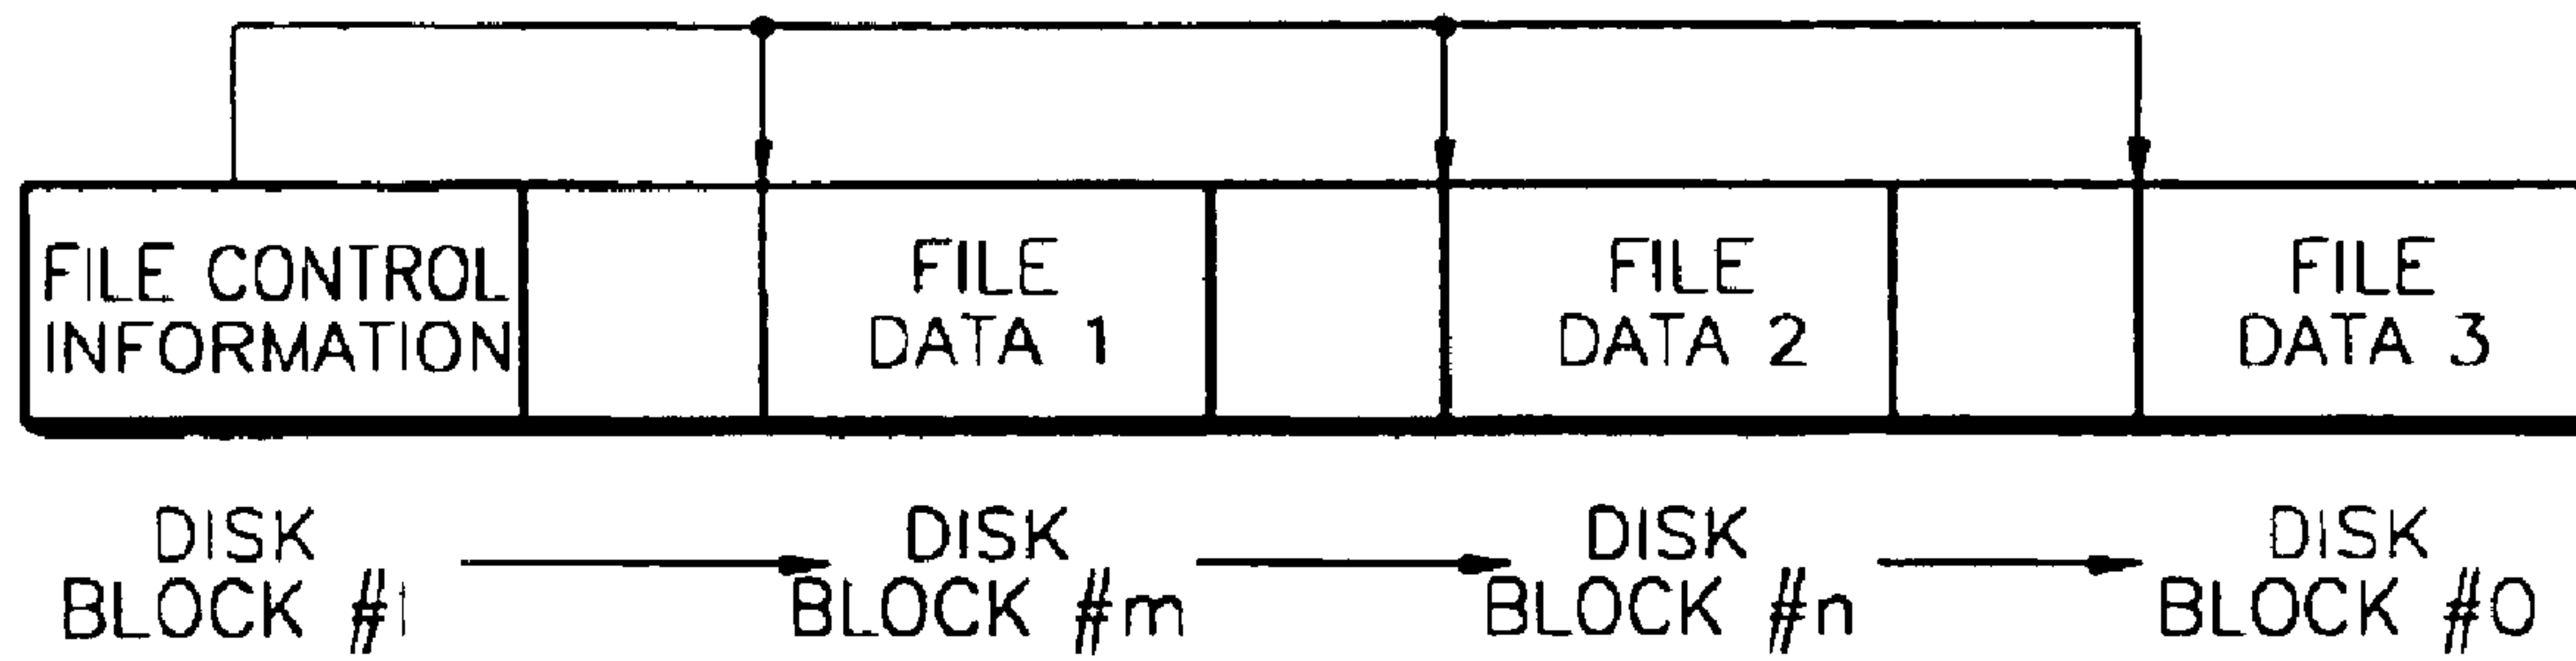 FILE CONTROL
INFORMATION
FILE
DATA 1
FILE
DATA 2
FILE
DATA 3
DISK
BLOCK #l
DISK
BLOCK #m
DISK
BLOCK #n
DISK
BLOCK #O